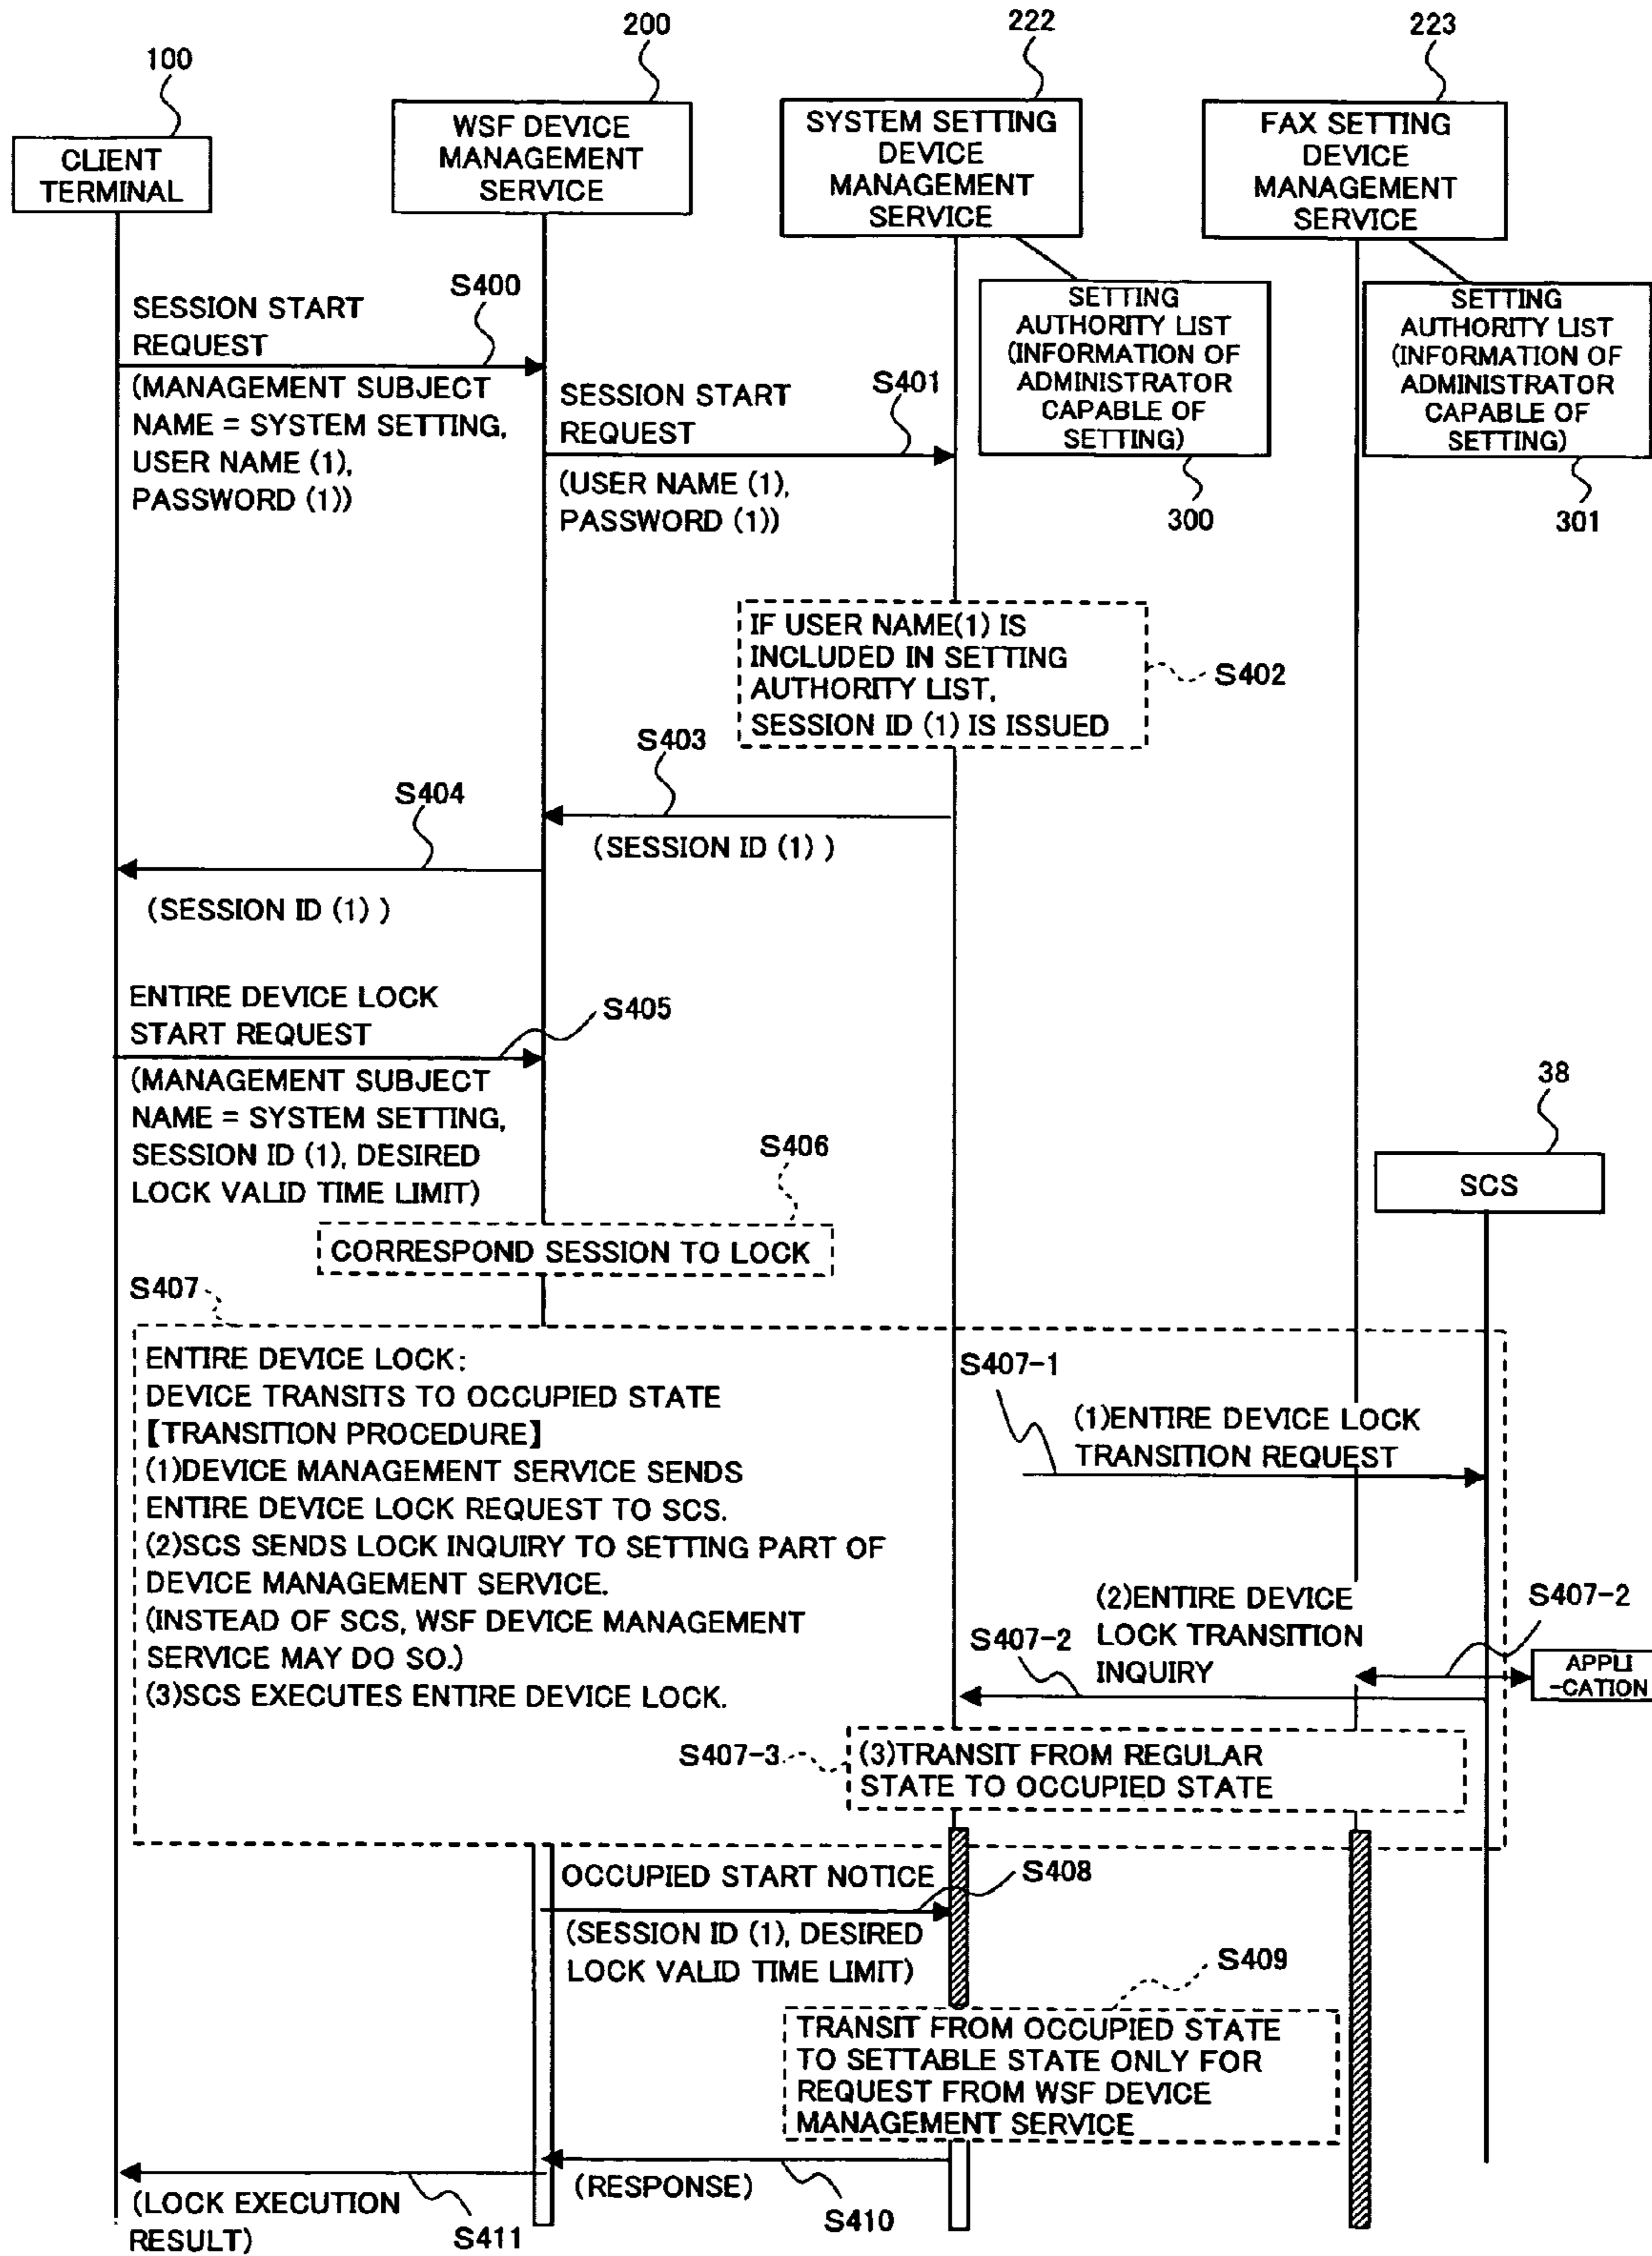 100
200
222
223
CLIENT
TERMINAL
WSF DEVICE
MANAGEMENT
SERVICE
SYSTEM SETTING
DEVICE
MANAGEMENT
SERVICE
FAX SETTING
DEVICE
MANAGEMENT
SERVICE
SETTING
AUTHORITY LIST
(INFORMATION OF
ADMINISTRATOR
CAPABLE OF
SETTING)
300
SETTING
AUTHORITY LIST
(INFORMATION OF
ADMINISTRATOR
CAPABLE OF
SETTING)
301
SESSION START
REQUEST
S400
(MANAGEMENT SUBJECT
NAME = SYSTEM SETTING,
USER NAME (1),
PASSWORD (1))
SESSION START
REQUEST
S401
(USER NAME (1),
PASSWORD (1))
IF USER NAME(1) IS
INCLUDED IN SETTING
AUTHORITY LIST,
SESSION ID (1) IS ISSUED
S402
S403
(SESSION ID (1) )
S404
(SESSION ID (1) )
ENTIRE DEVICE LOCK
START REQUEST
S405
(MANAGEMENT SUBJECT
NAME = SYSTEM SETTING,
SESSION ID (1), DESIRED
LOCK VALID TIME LIMIT)
38
SCS
S406
CORRESPOND SESSION TO LOCK
S407
ENTIRE DEVICE LOCK:
DEVICE TRANSITS TO OCCUPIED STATE
【TRANSITION PROCEDURE】
(1)DEVICE MANAGEMENT SERVICE SENDS
ENTIRE DEVICE LOCK REQUEST TO SCS.
(2)SCS SENDS LOCK INQUIRY TO SETTING PART OF
DEVICE MANAGEMENT SERVICE.
(INSTEAD OF SCS, WSF DEVICE MANAGEMENT
SERVICE MAY DO SO.)
(3)SCS EXECUTES ENTIRE DEVICE LOCK.
S407-1
(1)ENTIRE DEVICE LOCK
TRANSITION REQUEST
(2)ENTIRE DEVICE
LOCK TRANSITION
INQUIRY
S407-2
S407-2
APPLI
-CATION
S407-3
(3)TRANSIT FROM REGULAR
STATE TO OCCUPIED STATE
OCCUPIED START NOTICE
S408
(SESSION ID (1), DESIRED
LOCK VALID TIME LIMIT)
S409
TRANSIT FROM OCCUPIED STATE
TO SETTABLE STATE ONLY FOR
REQUEST FROM WSF DEVICE
MANAGEMENT SERVICE
(RESPONSE)
S410
(LOCK EXECUTION
RESULT)
S411